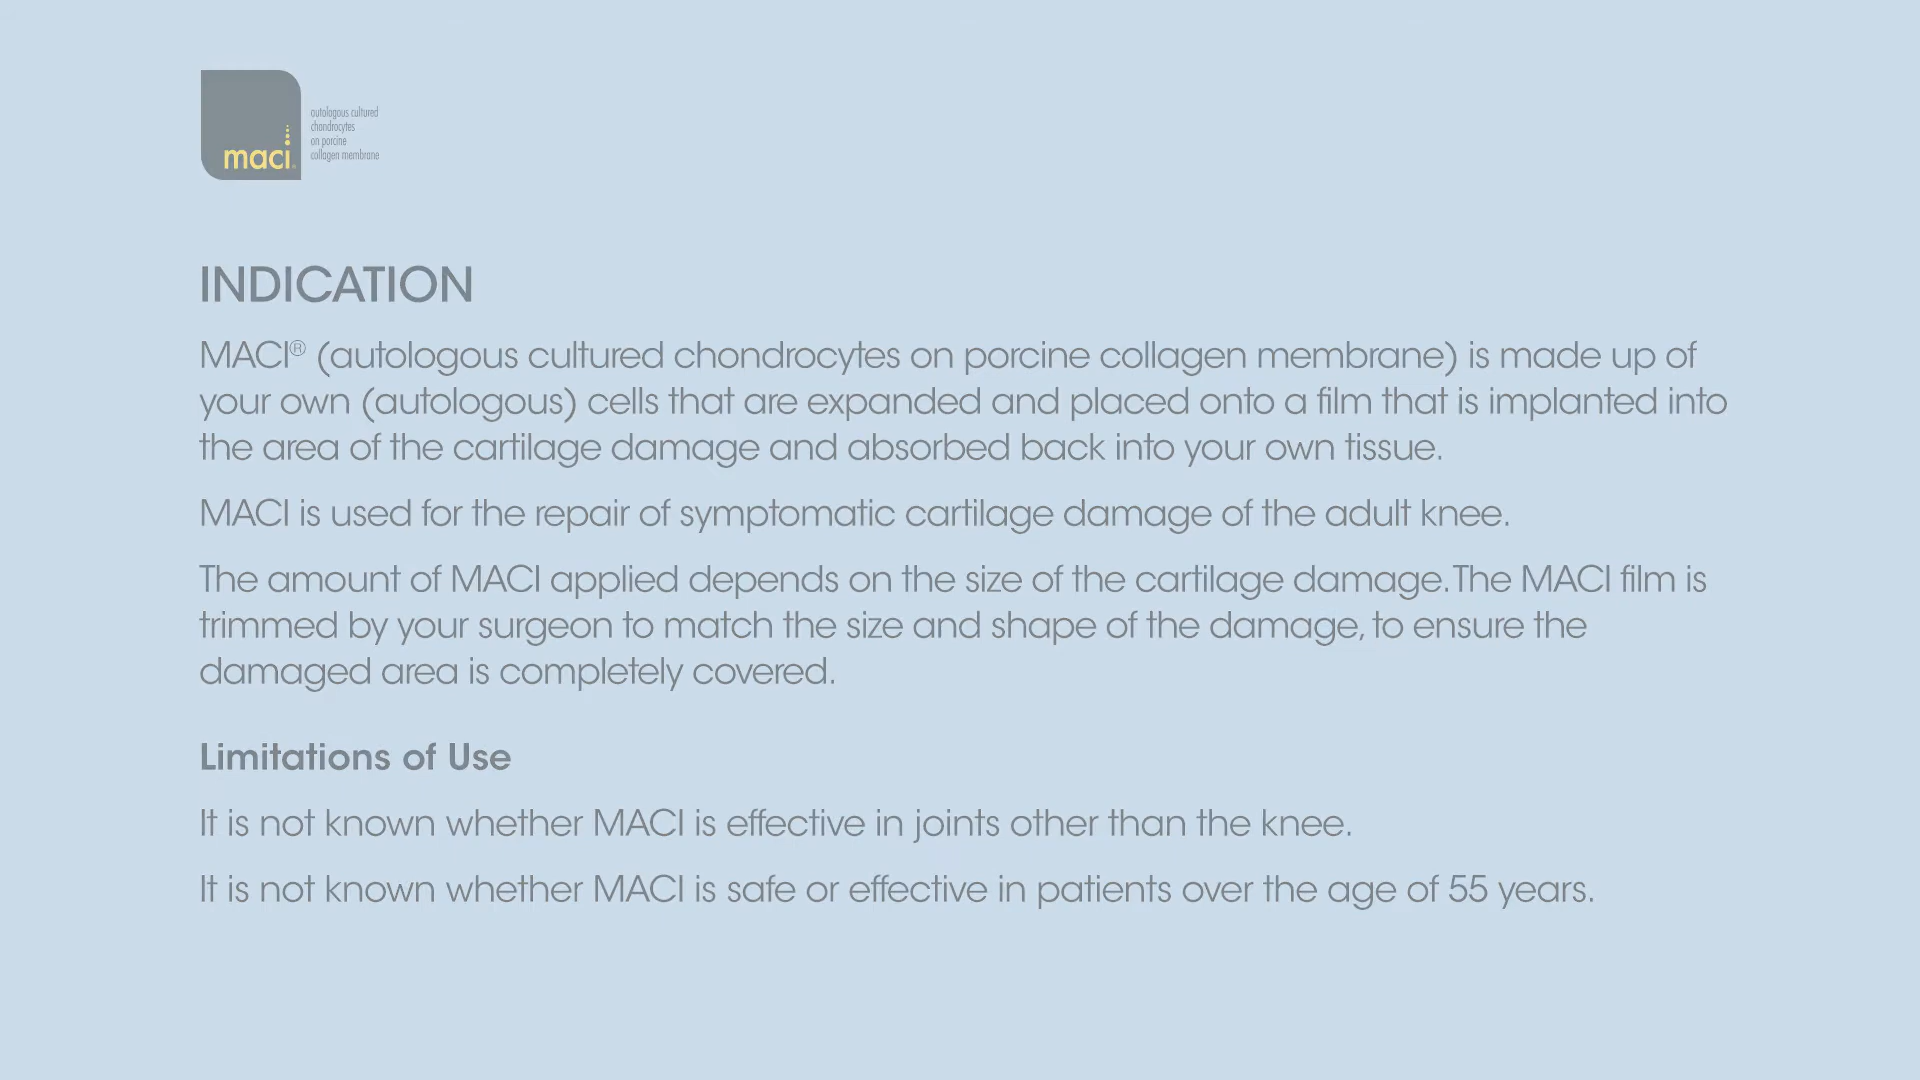 maci®
autologous cultured
chondrocytes
on porcine
collagen membrane
INDICATION
MACI® (autologous cultured chondrocytes on porcine collagen membrane) is made up of
your own (autologous) cells that are expanded and placed onto a film that is implanted into
the area of the cartilage damage and absorbed back into your own tissue.
MACI is used for the repair of symptomatic cartilage damage of the adult knee.
The amount of MACI applied depends on the size of the cartilage damage. The MACI film is
trimmed by your surgeon to match the size and shape of the damage, to ensure the
damaged area is completely covered.
Limitations of Use
It is not known whether MACI is effective in joints other than the knee.
It is not known whether MACI is safe or effective in patients over the age of 55 years.